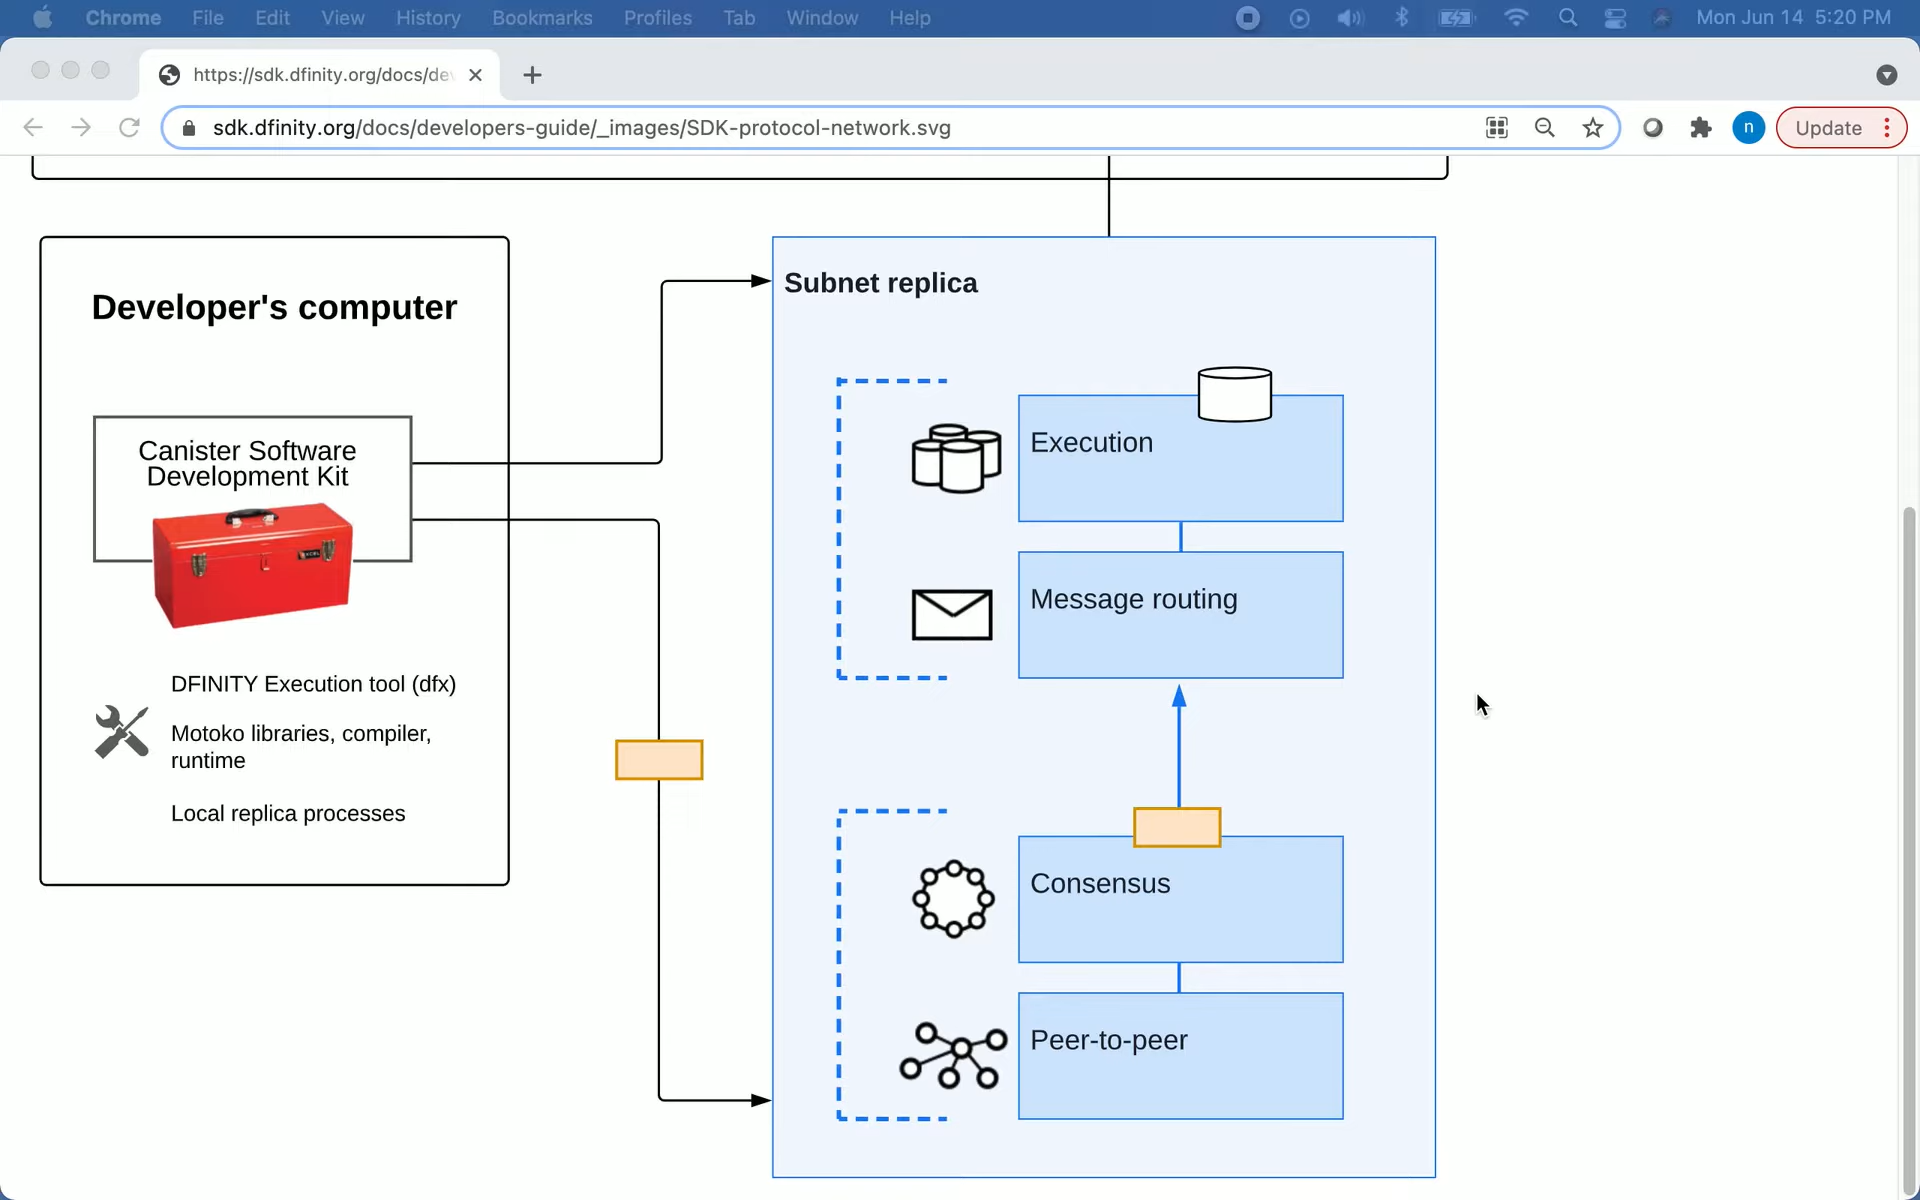 Chrome File Edit View History Bookmarks Profiles Tab Window Help Mon Jun 14 5:20 PM
https://sdk.dfinity.org/docs/de
sdk.dfinity.org/docs/developers-guide/_images/SDK-protocol-network.svg
n
Update
Developer's computer
Canister Software
Development Kit
DFINITY Execution tool (dfx)
Motoko libraries, compiler,
runtime
Local replica processes
Subnet replica
Execution
Message routing
Consensus
Peer-to-peer